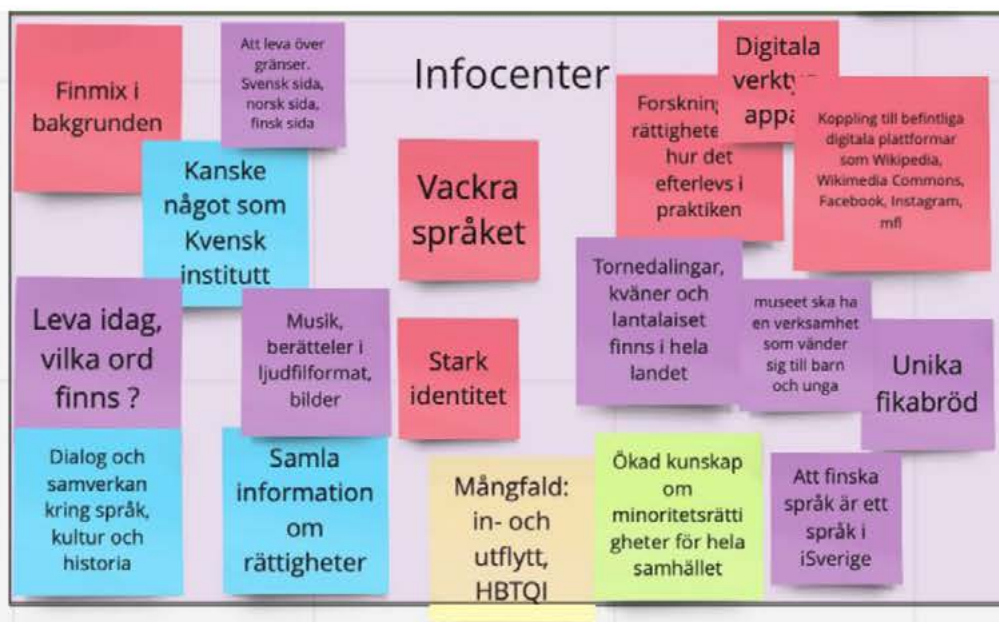 Infocenter
Finmix i
bakgrunden
Att leva över
gränser.
Svensk sida,
norsk sida,
finsk sida
Kanske
något som
Kvensk
institutt
Vackra
språket
Forskning
rättighete
hur det
efterlevs i
praktiken
Digitala
verkty
appa
Koppling till befintliga
digitala plattformar
som Wikipedia,
Wikimedia Commons,
Facebook, Instagram,
mfl
Leva idag,
vilka ord
finns ?
Musik,
berätteler i
ljudfilformat,
bilder
Stark
identitet
Tornedalingar,
kväner och
lantalaiset
finns i hela
landet
museet ska ha
en verksamhet
som vänder
sig till barn
och unga
Unika
fikabröd
Dialog och
samverkan
kring språk,
kultur och
historia
Samla
information
om
rättigheter
Mångfald:
in- och
utflytt,
HBTQI
Ökad kunskap
om
minoritetsrätti
gheter för hela
samhället
Att finska
språk är ett
språk i
iSverige